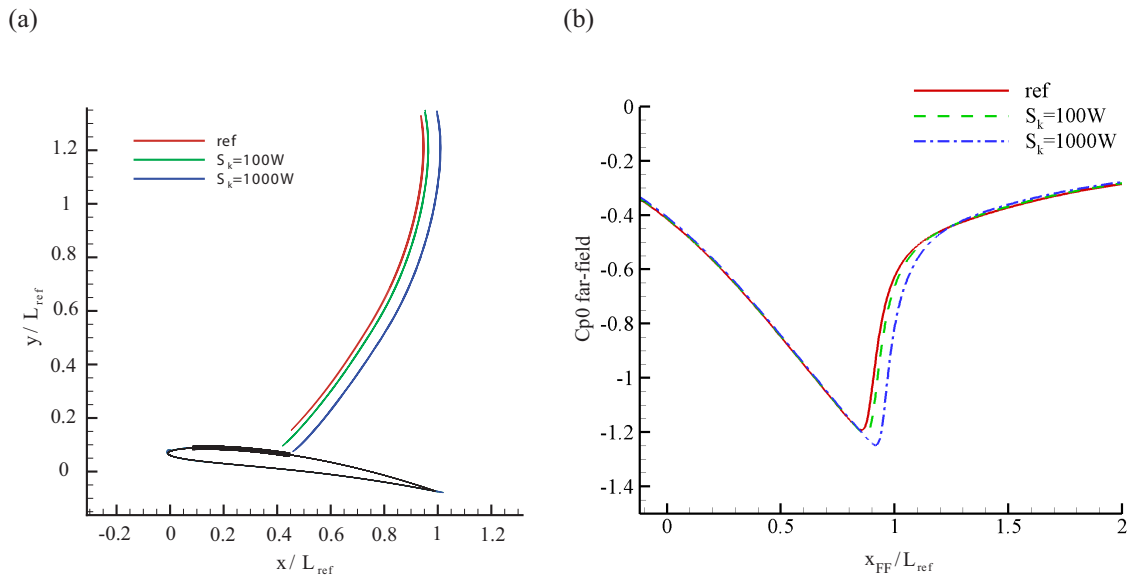 (a)
(b)
ref
S_k=100W
S_k=1000W
1.2
1
0.8
0.6
0.4
0.2
0
y / L_ref
-0.2
0
0.2
0.4
0.6
0.8
1
1.2
x / L_ref
ref
S_k=100W
S_k=1000W
0
-0.2
-0.4
-0.6
-0.8
-1
-1.2
-1.4
Cp0 far-field
0
0.5
1
1.5
2
x_FF / L_ref